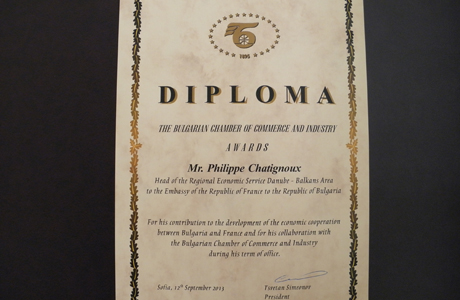 1895
DIPLOMA
THE BULGARIAN CHAMBER OF COMMERCE AND INDUSTRY
AWARDS
Mr. Philippe Chatignoux
Head of the Regional Economic Service Danube - Balkans Area
to the Embassy of the Republic of France to the Republic of Bulgaria
For his contribution to the development of the economic cooperation
between Bulgaria and France and for his collaboration with
the Bulgarian Chamber of Commerce and Industry
during his term of office.
Sofia, 12th September 2013
Tsvetan Simeonov
President